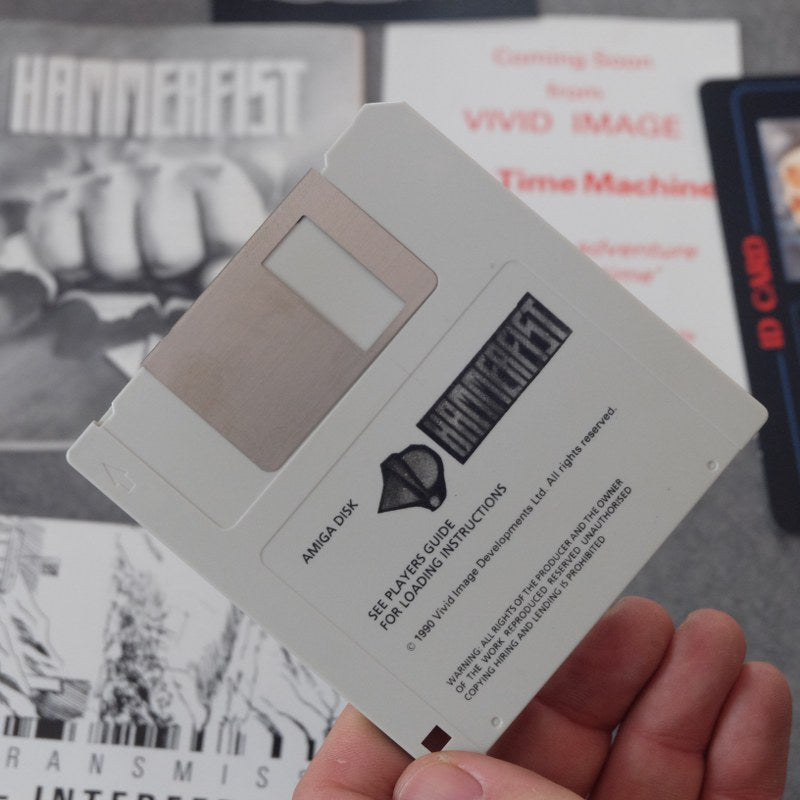 HAMMERFIST
Coming Soon
from
VIVID IMAGE
Time Machine
adventure
ID CARD
HAMMERFIST
AMIGA DISK
SEE PLAYERS GUIDE
FOR LOADING INSTRUCTIONS
© 1990 Vivid Image Developments Ltd. All rights reserved.
WARNING: ALL RIGHTS OF THE PRODUCER AND THE OWNER
OF THE WORK REPRODUCED RESERVED UNAUTHORISED
COPYING HIRING AND LENDING IS PROHIBITED
RANSMIS